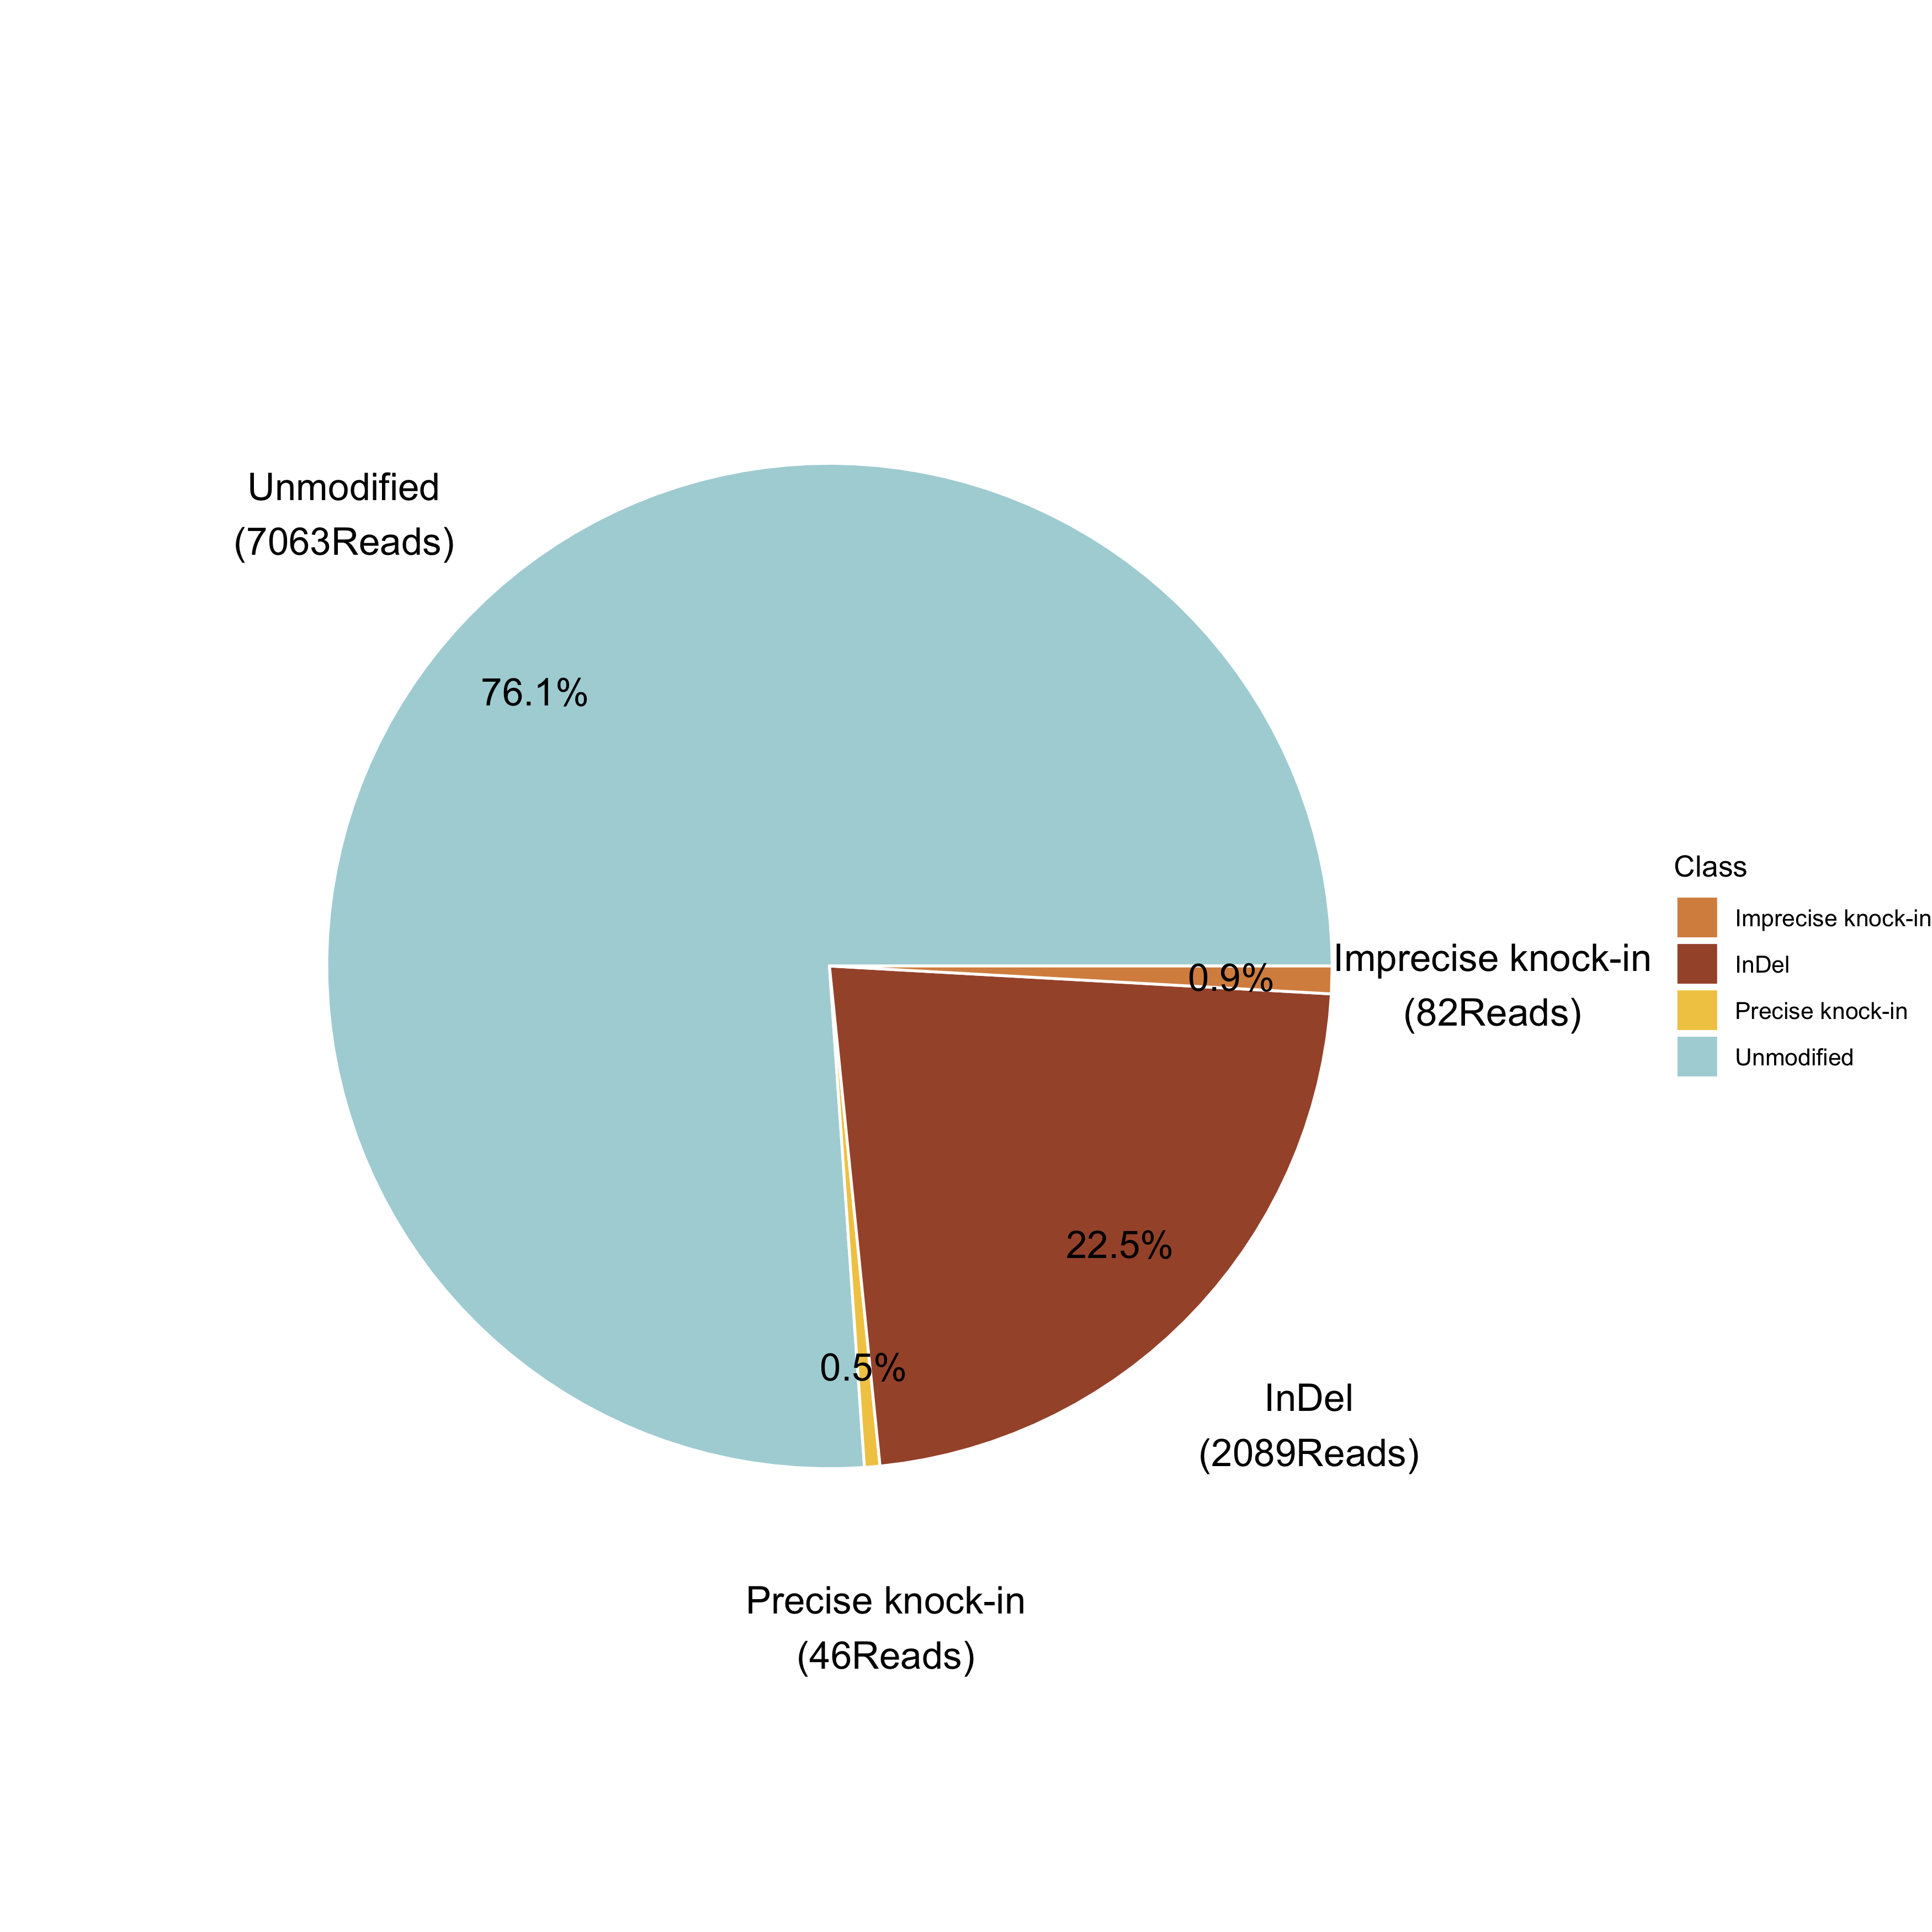 Unmodified
(7063Reads)
76.1%
Imprecise knock-in
(82Reads)
0.9%
22.5%
InDel
(2089Reads)
0.5%
Precise knock-in
(46Reads)
Class
Imprecise knock-in
InDel
Precise knock-in
Unmodified